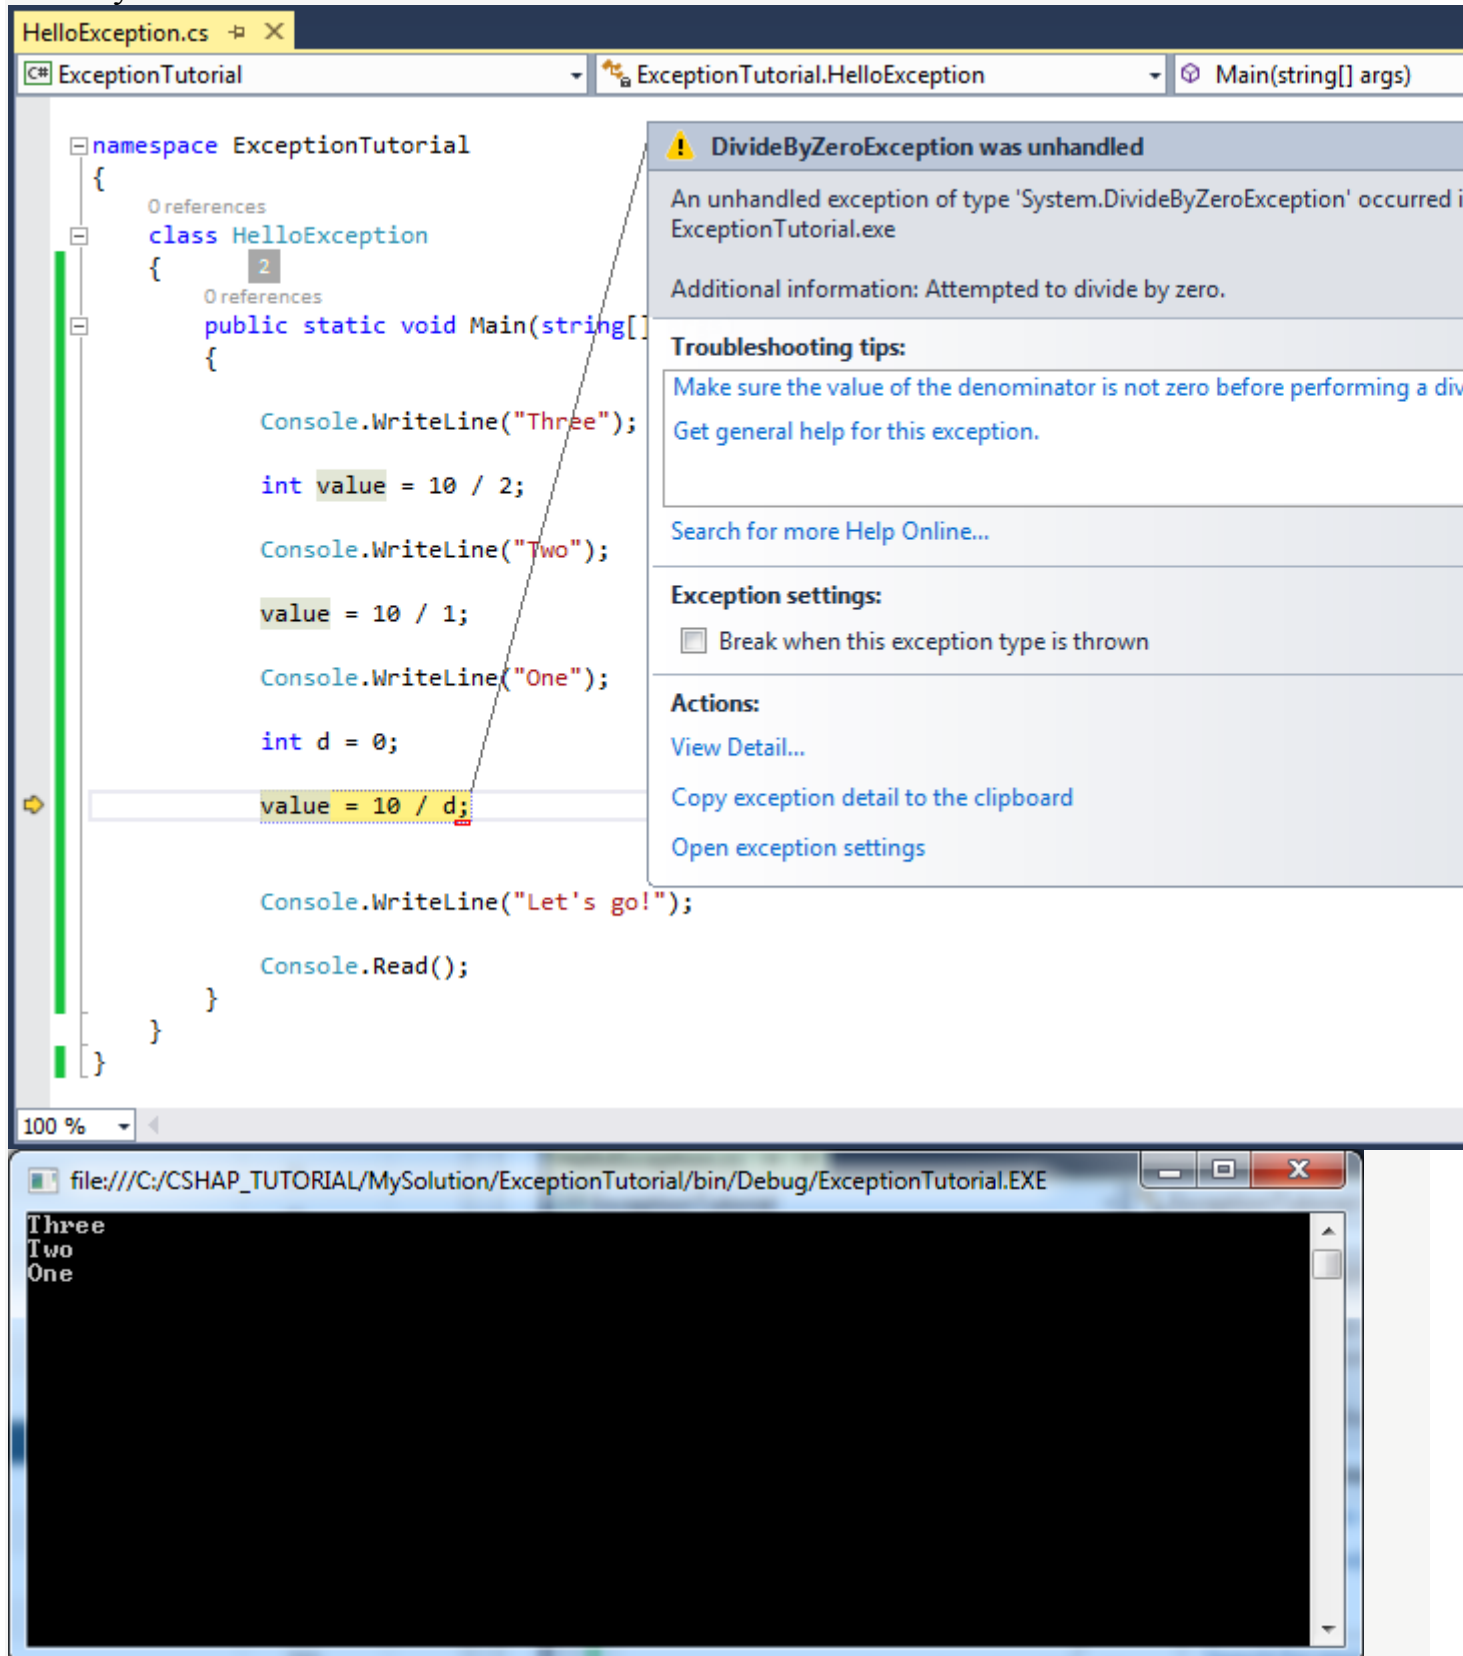 HelloException.cs
C# ExceptionTutorial
ExceptionTutorial.HelloException
Main(string[] args)
namespace ExceptionTutorial
{
0 references
class HelloException
{
2
0 references
public static void Main(string[]
{
Console.WriteLine("Three");
int value = 10 / 2;
Console.WriteLine("Two");
value = 10 / 1;
Console.WriteLine("One");
int d = 0;
value = 10 / d;
Console.WriteLine("Let's go!");
Console.Read();
}
}
}
DivideByZeroException was unhandled
An unhandled exception of type 'System.DivideByZeroException' occurred i
ExceptionTutorial.exe
Additional information: Attempted to divide by zero.
Troubleshooting tips:
Make sure the value of the denominator is not zero before performing a div
Get general help for this exception.
Search for more Help Online...
Exception settings:
Break when this exception type is thrown
Actions:
View Detail...
Copy exception detail to the clipboard
Open exception settings
100 %
file:///C:/CSHAP_TUTORIAL/MySolution/ExceptionTutorial/bin/Debug/ExceptionTutorial.EXE
Three
Two
One